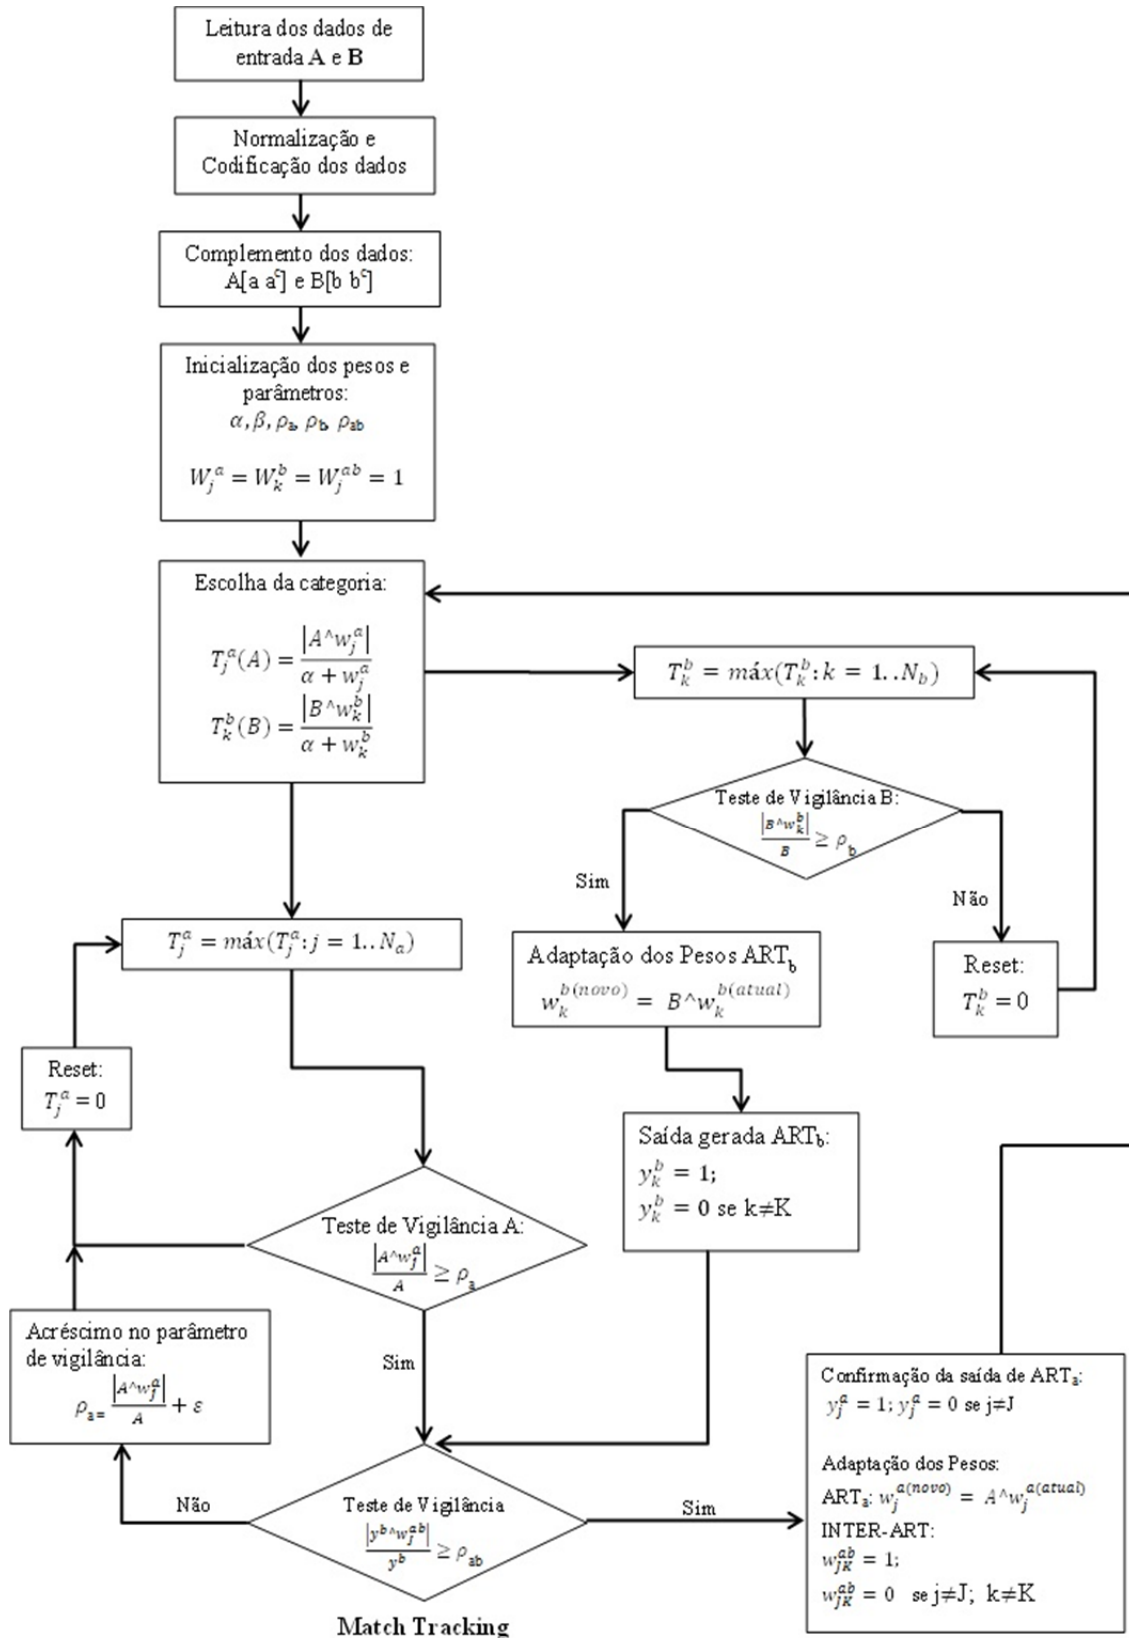 Leitura dos dados de
entrada A e B
Normalização e
Codificação dos dados
Complemento dos dados:
A[a a^c] e B[b b^c]
Inicialização dos pesos e
parâmetros:
α, β, ρ_a, ρ_b, ρ_ab
W_j^a = W_k^b = W_j^ab = 1
Escolha da categoria:
T_j^a(A) = |A^w_j^a| / α + w_j^a
T_k^b(B) = |B^w_k^b| / α + w_k^b
T_k^b = máx(T_k^b: k = 1..N_b)
Teste de Vigilância B:
|B^w_k^b| / B ≥ ρ_b
Sim
Não
Adaptação dos Pesos ART_b
w_k^b(novo) = B^w_k^b(atual)
Reset:
T_k^b = 0
T_j^a = máx(T_j^a: j = 1..N_a)
Reset:
T_j^a = 0
Saída gerada ART_b:
y_k^b = 1;
y_k^b = 0 se k≠K
Teste de Vigilância A:
|A^w_j^a| / A ≥ ρ_a
Sim
Acréscimo no parâmetro
de vigilância:
ρ_a= |A^w_j^a| / A + ε
Não
Teste de Vigilância
|y^b^w_j^ab| / y^b ≥ ρ_ab
Sim
Match Tracking
Confirmação da saída de ART_a:
y_j^a = 1; y_j^a = 0 se j≠J
Adaptação dos Pesos:
ART_a: w_j^a(novo) = A^w_j^a(atual)
INTER-ART:
w_jK^ab = 1;
w_jK^ab = 0 se j≠J; k≠K